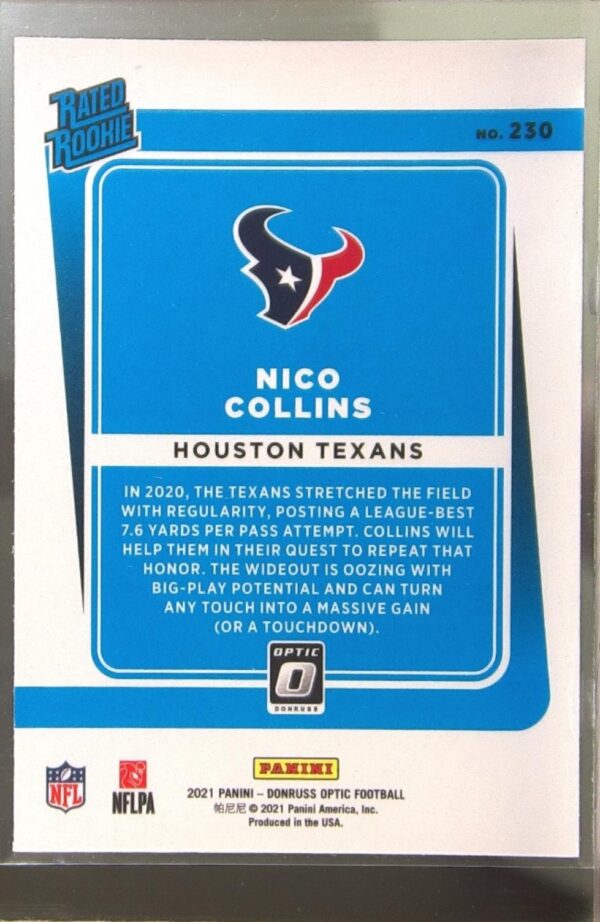 RATED
ROOKIE
NO. 230
NICO
COLLINS
HOUSTON TEXANS
IN 2020, THE TEXANS STRETCHED THE FIELD
WITH REGULARITY, POSTING A LEAGUE-BEST
7.6 YARDS PER PASS ATTEMPT. COLLINS WILL
HELP THEM IN THEIR QUEST TO REPEAT THAT
HONOR. THE WIDEOUT IS OOZING WITH
BIG-PLAY POTENTIAL AND CAN TURN
ANY TOUCH INTO A MASSIVE GAIN
(OR A TOUCHDOWN).
OPTIC
O
DONRUSS
PANINI
NFL
NFLPA
2021 PANINI – DONRUSS OPTIC FOOTBALL
帕尼尼 © 2021 Panini America, Inc.
Produced in the USA.